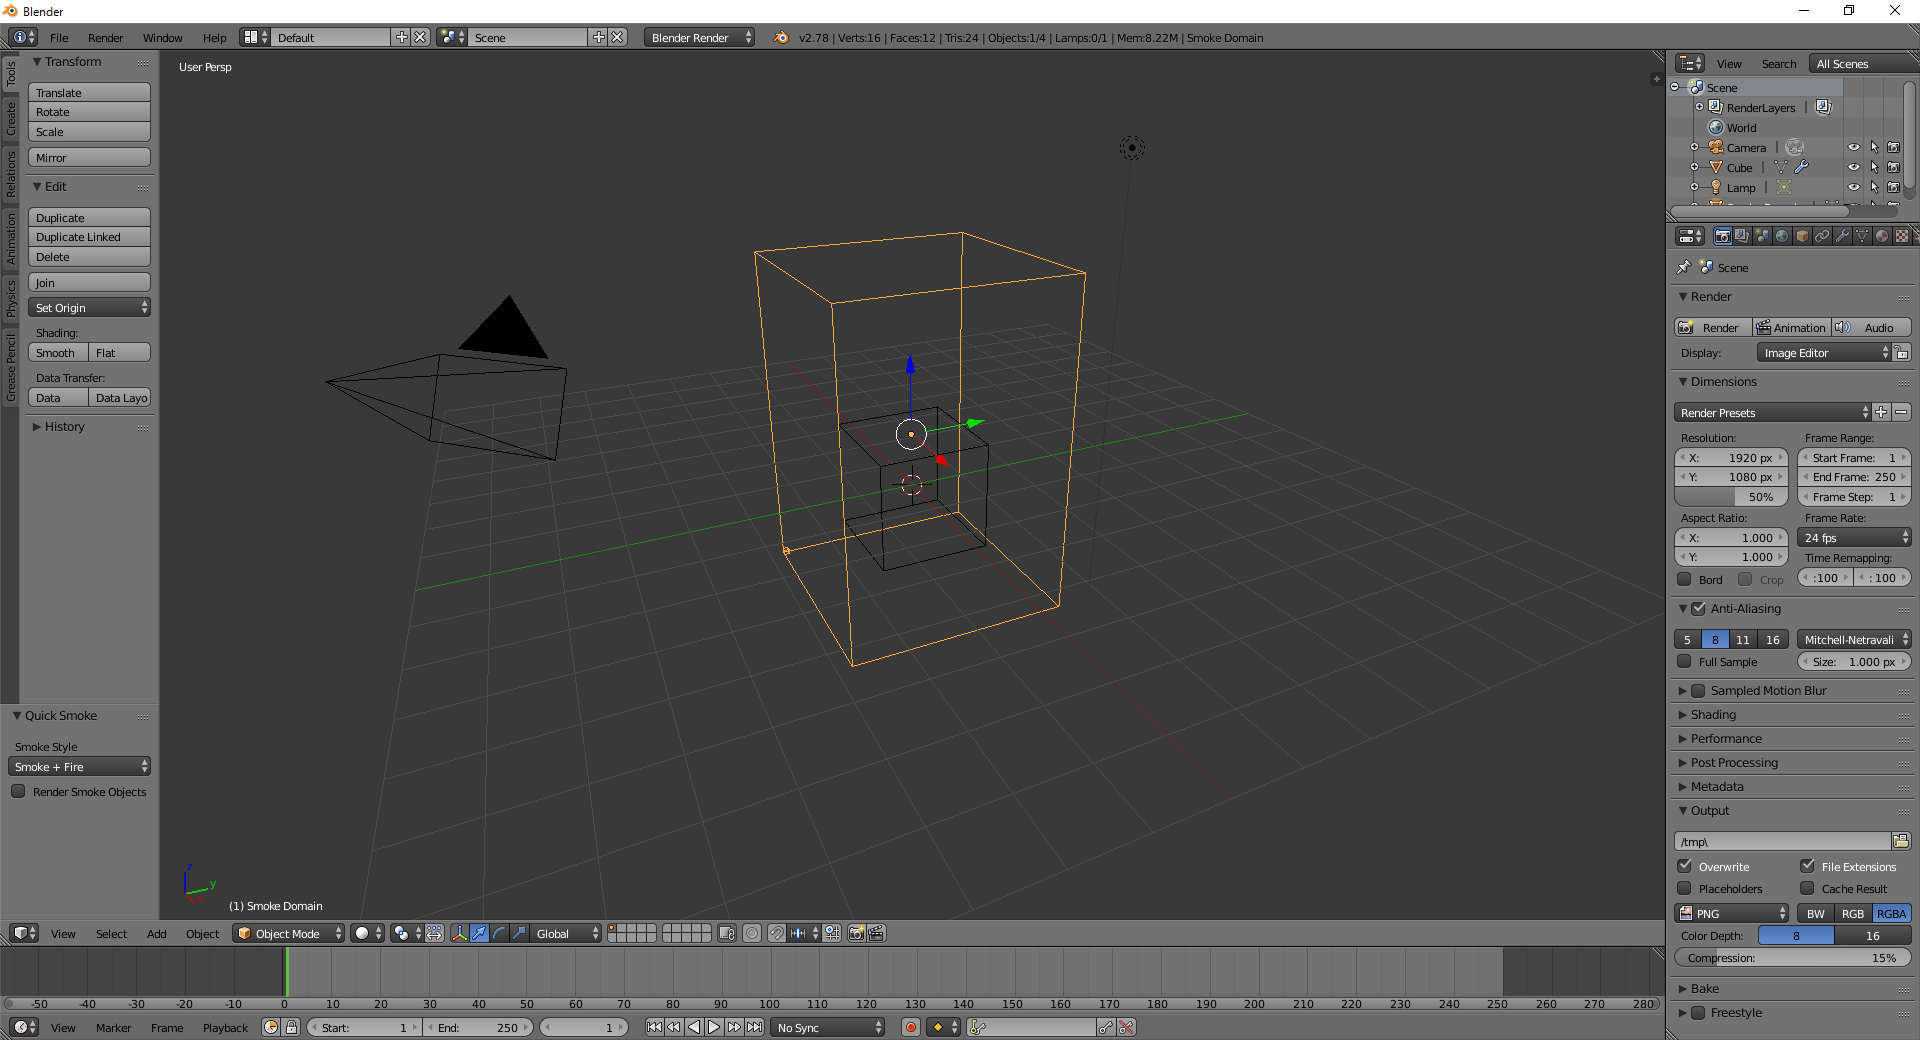 Blender
File Render Window Help Default Scene Blender Render v2.78 | Verts:16 | Faces:12 | Tris:24 | Objects:1/4 | Lamps:0/1 | Mem:8.22M | Smoke Domain
Tools
Create
Relations
Animation
Physics
Grease Pencil
Transform
Translate
Rotate
Scale
Mirror
Edit
Duplicate
Duplicate Linked
Delete
Join
Set Origin
Shading:
Smooth Flat
Data Transfer:
Data Data Layo
History
Quick Smoke
Smoke Style
Smoke + Fire
Render Smoke Objects
User Persp
z
y
(1) Smoke Domain
View Select Add Object Object Mode Global
-50 -40 -30 -20 -10 0 10 20 30 40 50 60 70 80 90 100 110 120 130 140 150 160 170 180 190 200 210 220 230 240 250 260 270 280
View Marker Frame Playback Start: 1 End: 250 1 No Sync
View Search All Scenes
Scene
RenderLayers
World
Camera
Cube
Lamp
Scene
Render
Render Animation Audio
Display: Image Editor
Dimensions
Render Presets
Resolution: Frame Range:
X: 1920 px Start Frame: 1
Y: 1080 px End Frame: 250
50% Frame Step: 1
Aspect Ratio: Frame Rate:
X: 1.000 24 fps
Y: 1.000 Time Remapping:
Bord Crop :100 : 100
Anti-Aliasing
5 8 11 16 Mitchell-Netravali
Full Sample Size: 1.000 px
Sampled Motion Blur
Shading
Performance
Post Processing
Metadata
Output
/tmp\
Overwrite File Extensions
Placeholders Cache Result
PNG BW RGB RGBA
Color Depth: 8 16
Compression: 15%
Bake
Freestyle